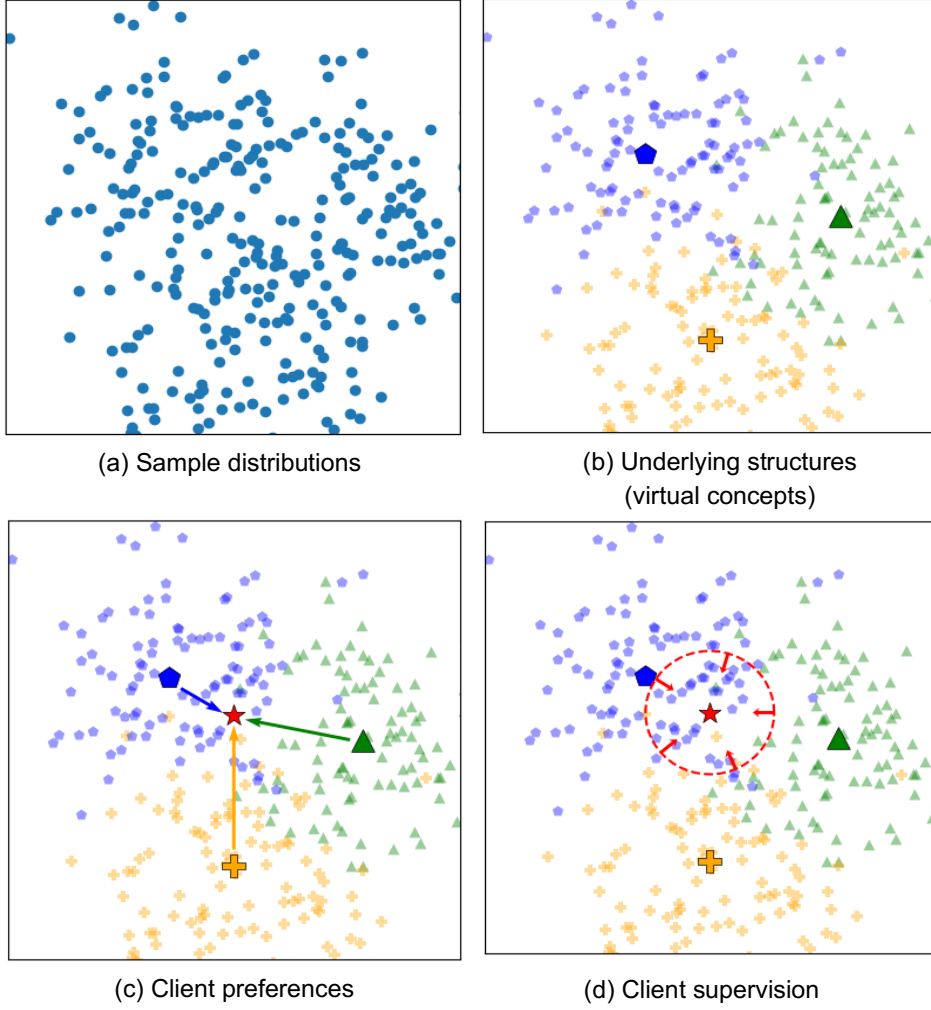 (a) Sample distributions
(b) Underlying structures
(virtual concepts)
(c) Client preferences
(d) Client supervision